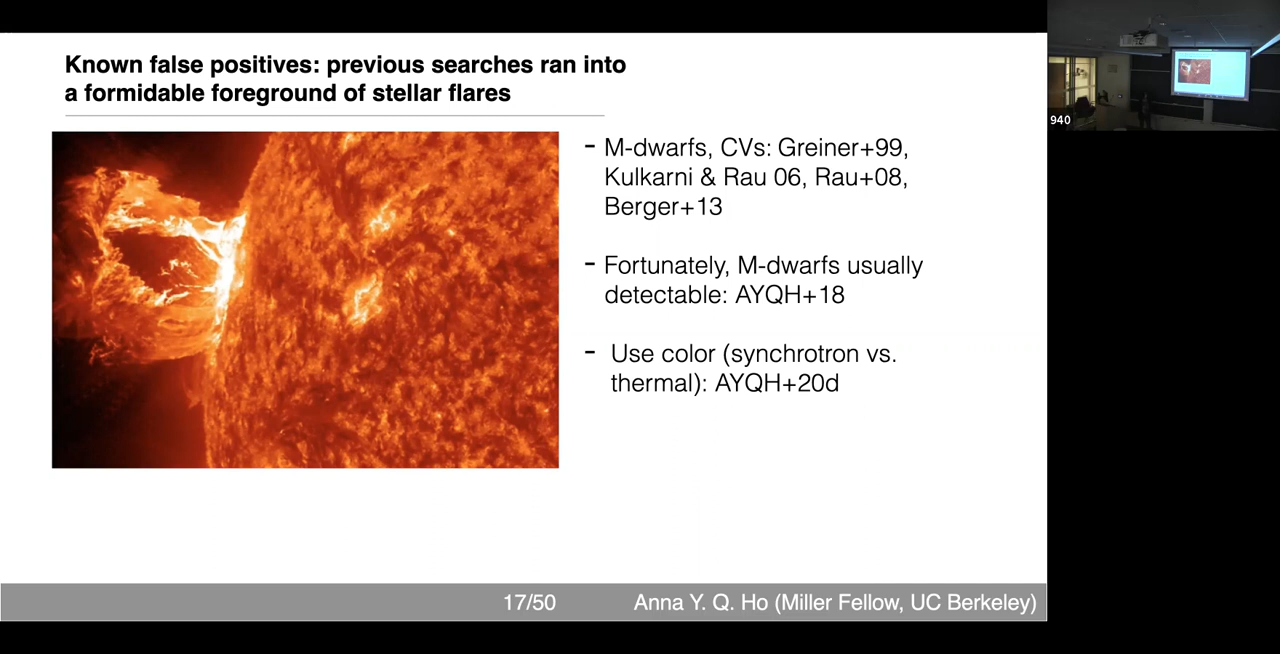 Known false positives: previous searches ran into
a formidable foreground of stellar flares
- M-dwarfs, CVs: Greiner+99,
Kulkarni & Rau 06, Rau+08,
Berger+13
- Fortunately, M-dwarfs usually
detectable: AYQH+18
- Use color (synchrotron vs.
thermal): AYQH+20d
17/50
Anna Y. Q. Ho (Miller Fellow, UC Berkeley)
940